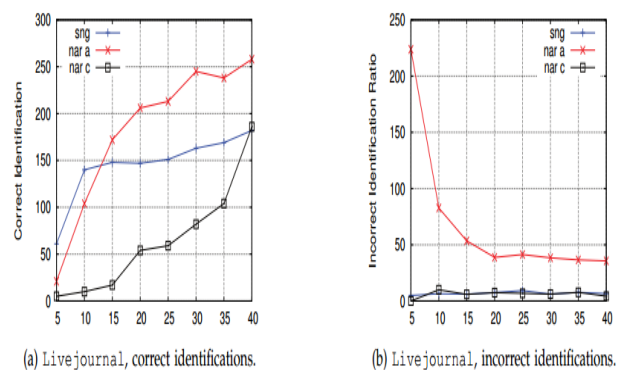 300
250
200
150
100
50
0
Correct Identification
sng
nar a
nar c
5 10 15 20 25 30 35 40
(a) Livejournal, correct identifications.
250
200
150
100
50
0
Incorrect Identification Ratio
sng
nar a
nar c
5 10 15 20 25 30 35 40
(b) Livejournal, incorrect identifications.